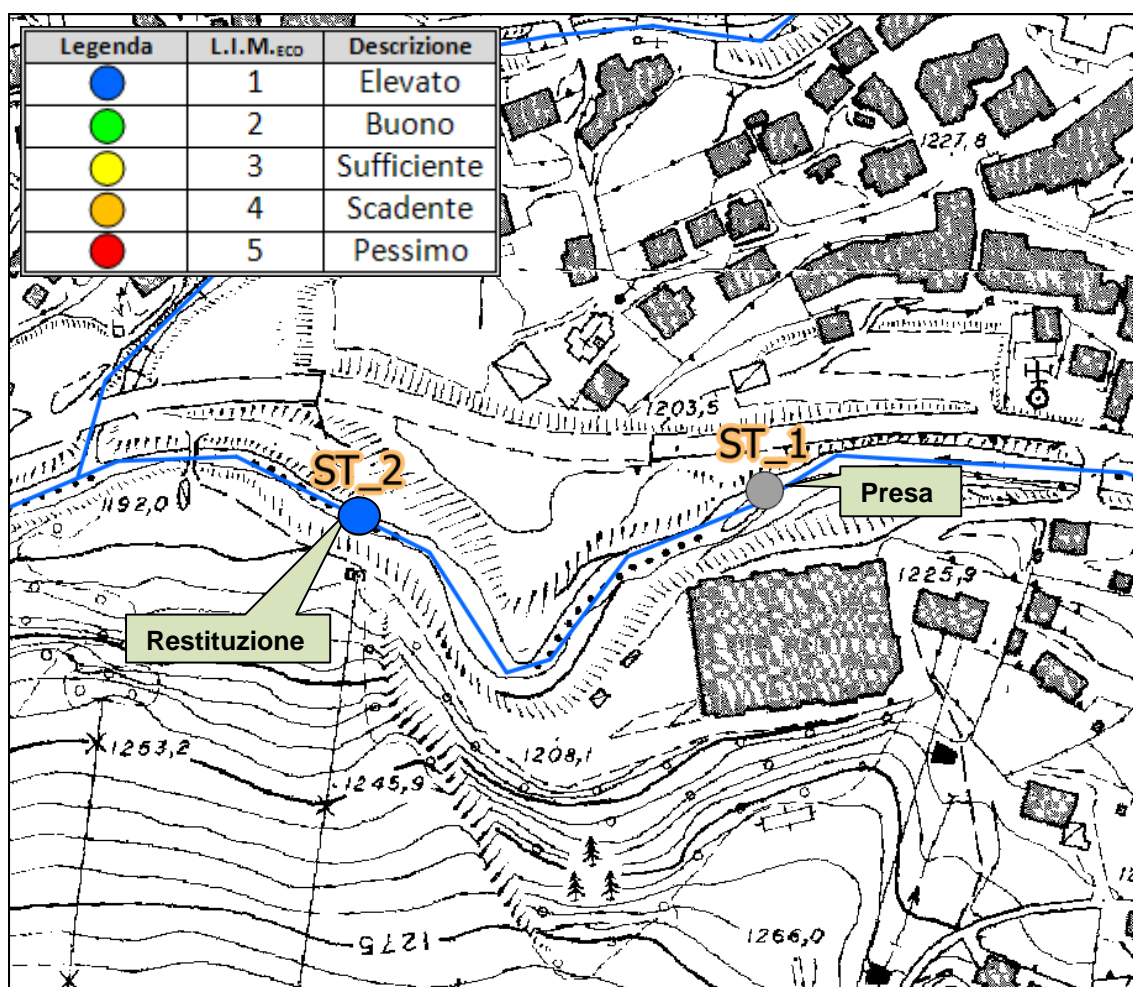 Legenda L.I.M.ECO Descrizione
1 Elevato
2 Buono
3 Sufficiente
4 Scadente
5 Pessimo
1227,8
1203,5
ST_1
ST_2
Presa
1192,0
1225,9
Restituzione
1253,2
1208,1
1245,9
1275
1266,0